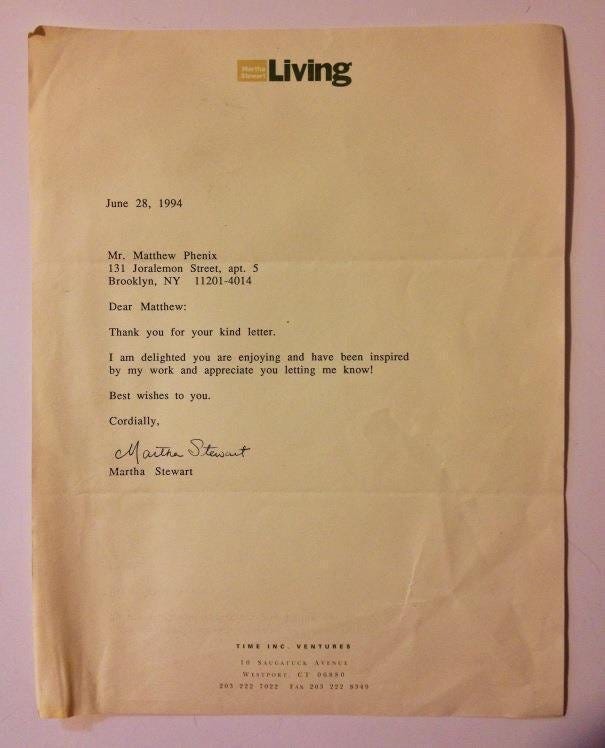 Martha
Stewart
Living
June 28, 1994
Mr. Matthew Phenix
131 Joralemon Street, apt. 5
Brooklyn, NY 11201-4014
Dear Matthew:
Thank you for your kind letter.
I am delighted you are enjoying and have been inspired
by my work and appreciate you letting me know!
Best wishes to you.
Cordially,
Martha Stewart
Martha Stewart
TIME INC. VENTURES
10 SAUGATUCK AVENUE
WESTPORT, CT 06880
203 222 7022 FAX 203 222 8349